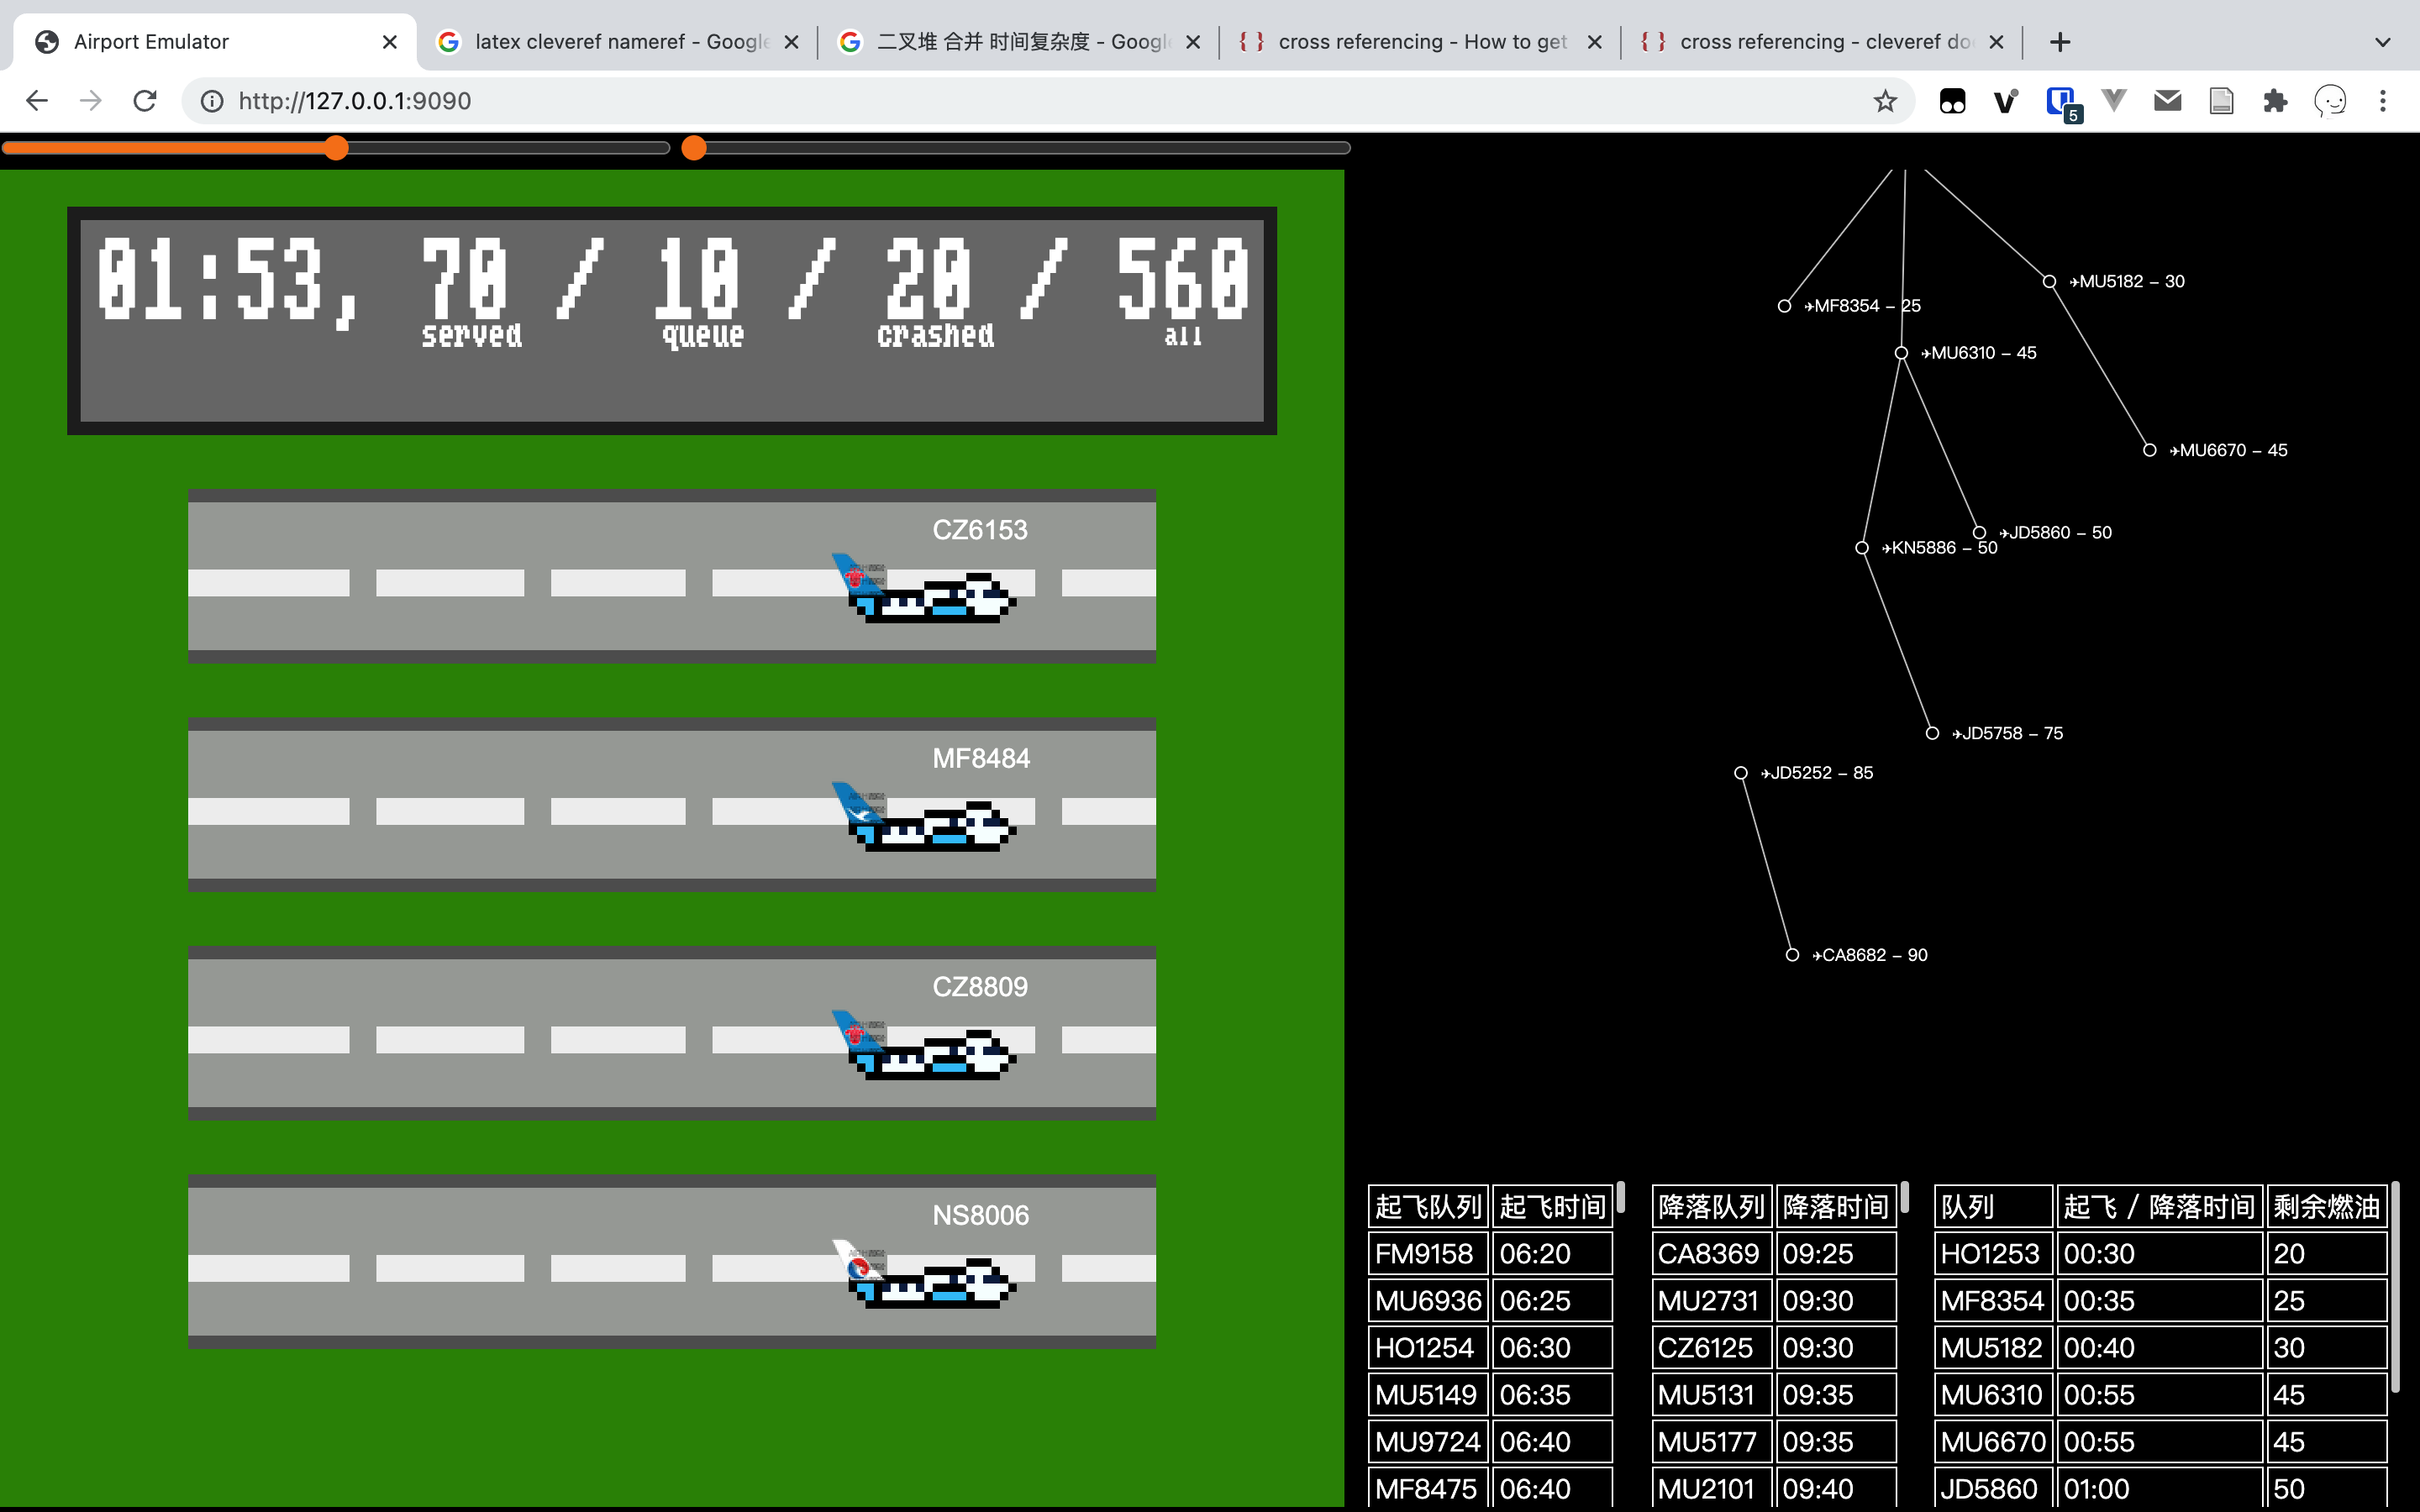 Airport Emulator
latex cleveref nameref - Google
二叉堆 合并 时间复杂度 - Googl
cross referencing - How to get
cross referencing - cleveref do
http://127.0.0.1:9090
5
01:53, 70 / 10 / 20 / 560
served queue crashed all
CZ6153
MF8484
CZ8809
NS8006
✈MU5182 – 30
✈MF8354 – 25
✈MU6310 – 45
✈MU6670 – 45
✈JD5860 – 50
✈KN5886 – 50
✈JD5758 – 75
✈JD5252 – 85
✈CA8682 – 90
起飞队列 起飞时间
FM9158 06:20
MU6936 06:25
HO1254 06:30
MU5149 06:35
MU9724 06:40
MF8475 06:40
降落队列 降落时间
CA8369 09:25
MU2731 09:30
CZ6125 09:30
MU5131 09:35
MU5177 09:35
MU2101 09:40
队列 起飞 / 降落时间 剩余燃油
HO1253 00:30 20
MF8354 00:35 25
MU5182 00:40 30
MU6310 00:55 45
MU6670 00:55 45
JD5860 01:00 50